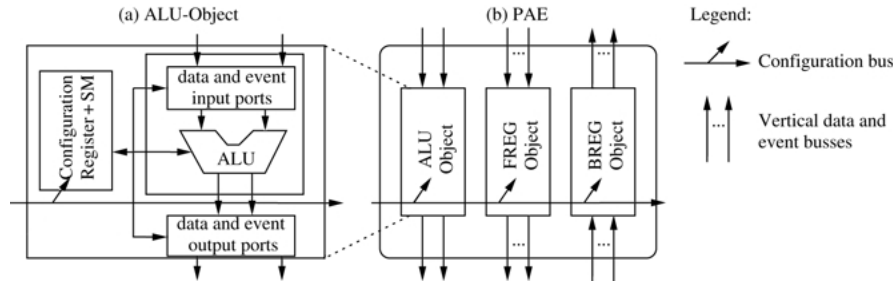 (a) ALU-Object
(b) PAE
Legend:
data and event
input ports
Configuration
Register + SM
ALU
data and event
output ports
...
ALU
Object
...
FREG
Object
...
...
BREG
Object
...
Configuration bus
...
Vertical data and
event busses